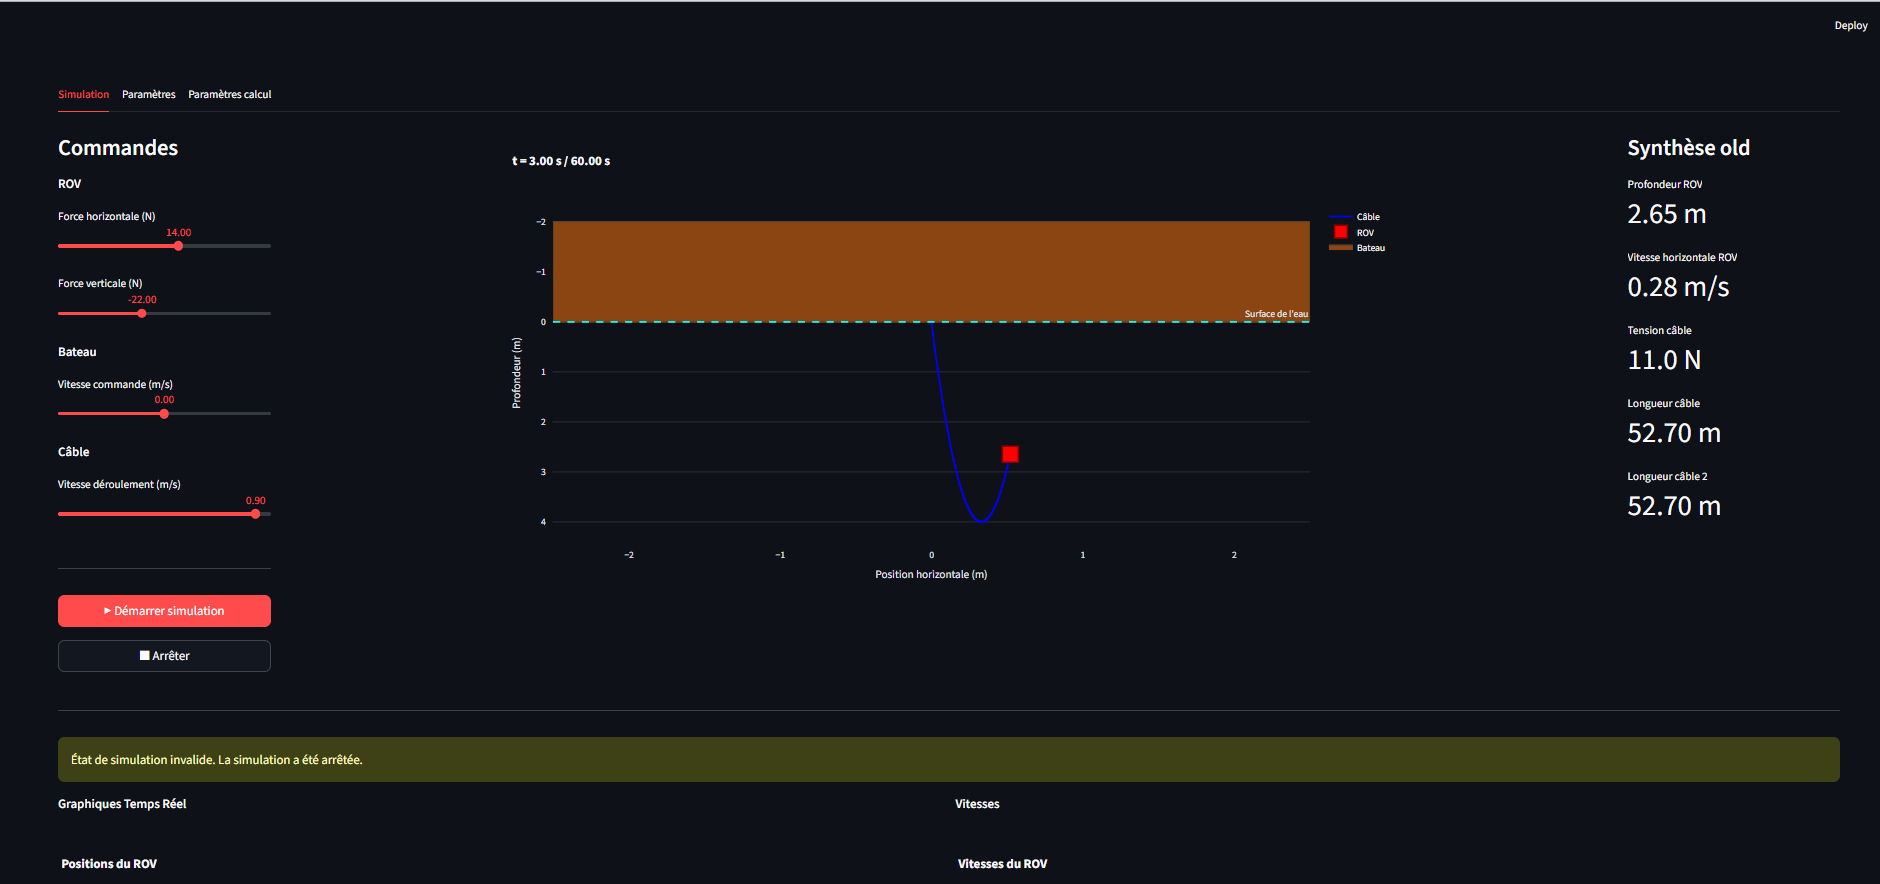 Deploy
Simulation Paramètres Paramètres calcul
Commandes
ROV
Force horizontale (N)
14.00
Force verticale (N)
-22.00
Bateau
Vitesse commande (m/s)
0.00
Câble
Vitesse déroulement (m/s)
0.90
▶ Démarrer simulation
■ Arrêter
t = 3.00 s / 60.00 s
−2
−1
0
1
2
3
4
Profondeur (m)
Surface de l'eau
−2 −1 0 1 2
Position horizontale (m)
Câble
ROV
Bateau
Synthèse old
Profondeur ROV
2.65 m
Vitesse horizontale ROV
0.28 m/s
Tension câble
11.0 N
Longueur câble
52.70 m
Longueur câble 2
52.70 m
État de simulation invalide. La simulation a été arrêtée.
Graphiques Temps Réel
Vitesses
Positions du ROV
Vitesses du ROV